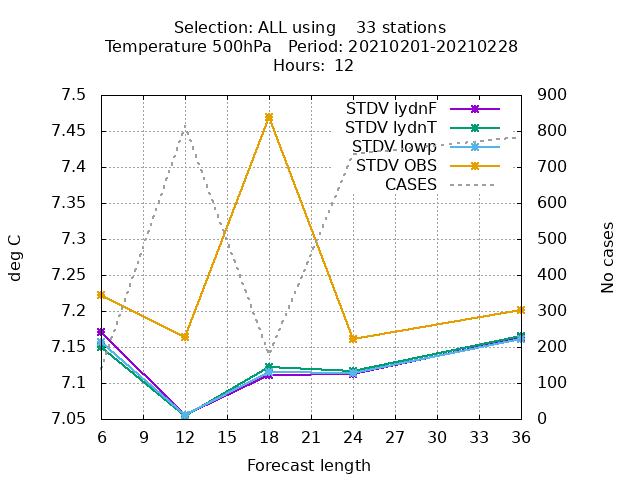 Selection: ALL using    33 stations
Temperature 500hPa   Period: 20210201-20210228
Hours: 12
7.5
7.45
7.4
7.35
7.3
7.25
7.2
7.15
7.1
7.05
deg C
900
800
700
600
500
400
300
200
100
0
No cases
STDV lydnF
STDV lydnT
STDV lowp
STDV OBS
CASES
6 9 12 15 18 21 24 27 30 33 36
Forecast length